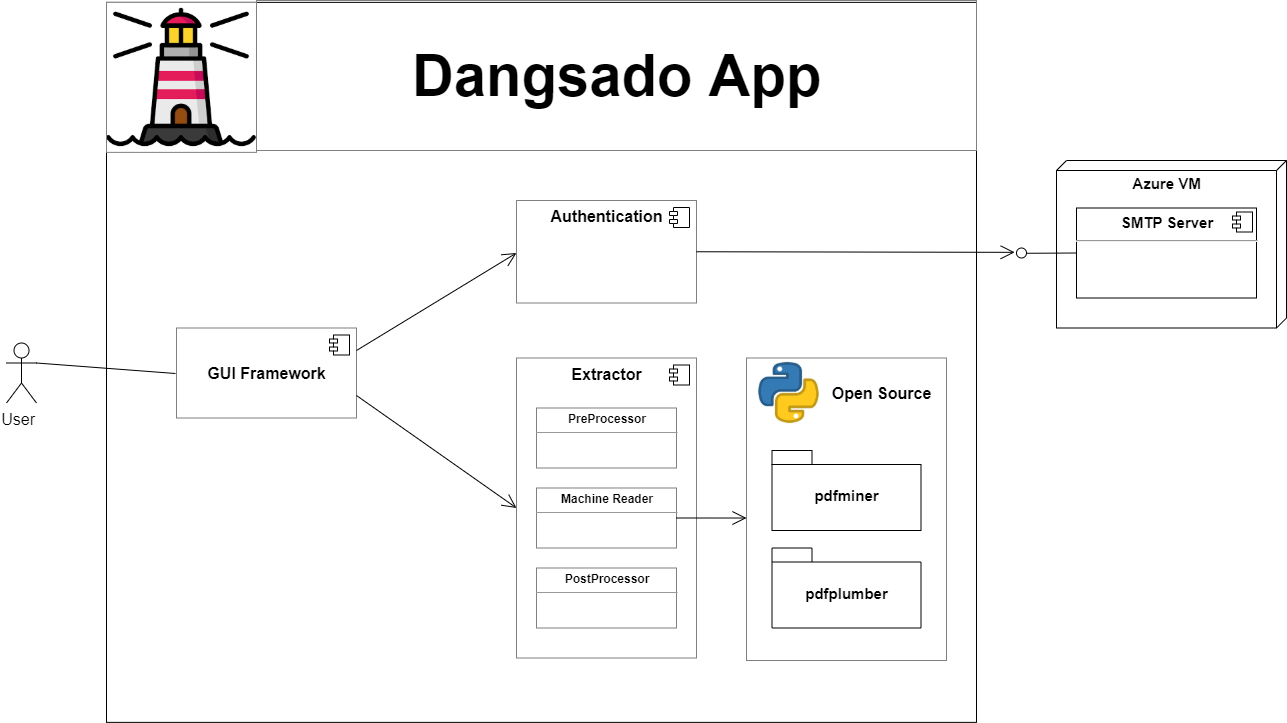 Dangsado App
Azure VM
SMTP Server
Authentication
GUI Framework
User
Extractor
PreProcessor
Machine Reader
PostProcessor
Open Source
pdfminer
pdfplumber